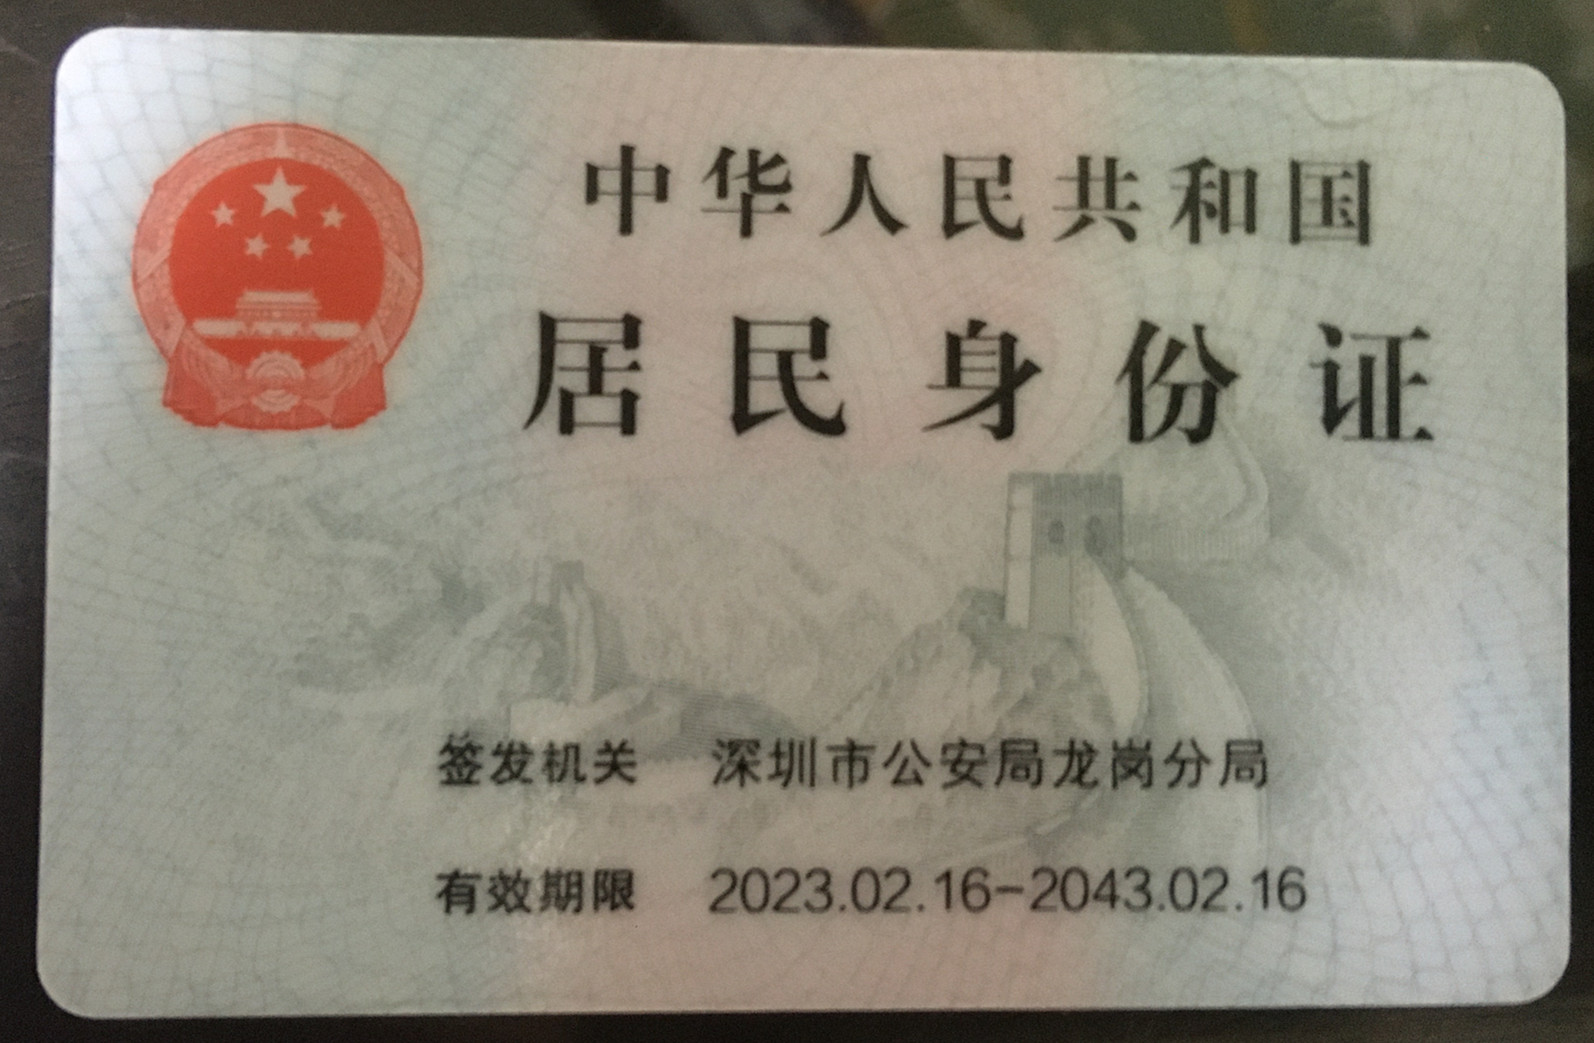 中华人民共和国
居民身份证
签发机关 深圳市公安局龙岗分局
有效期限 2023.02.16-2043.02.16